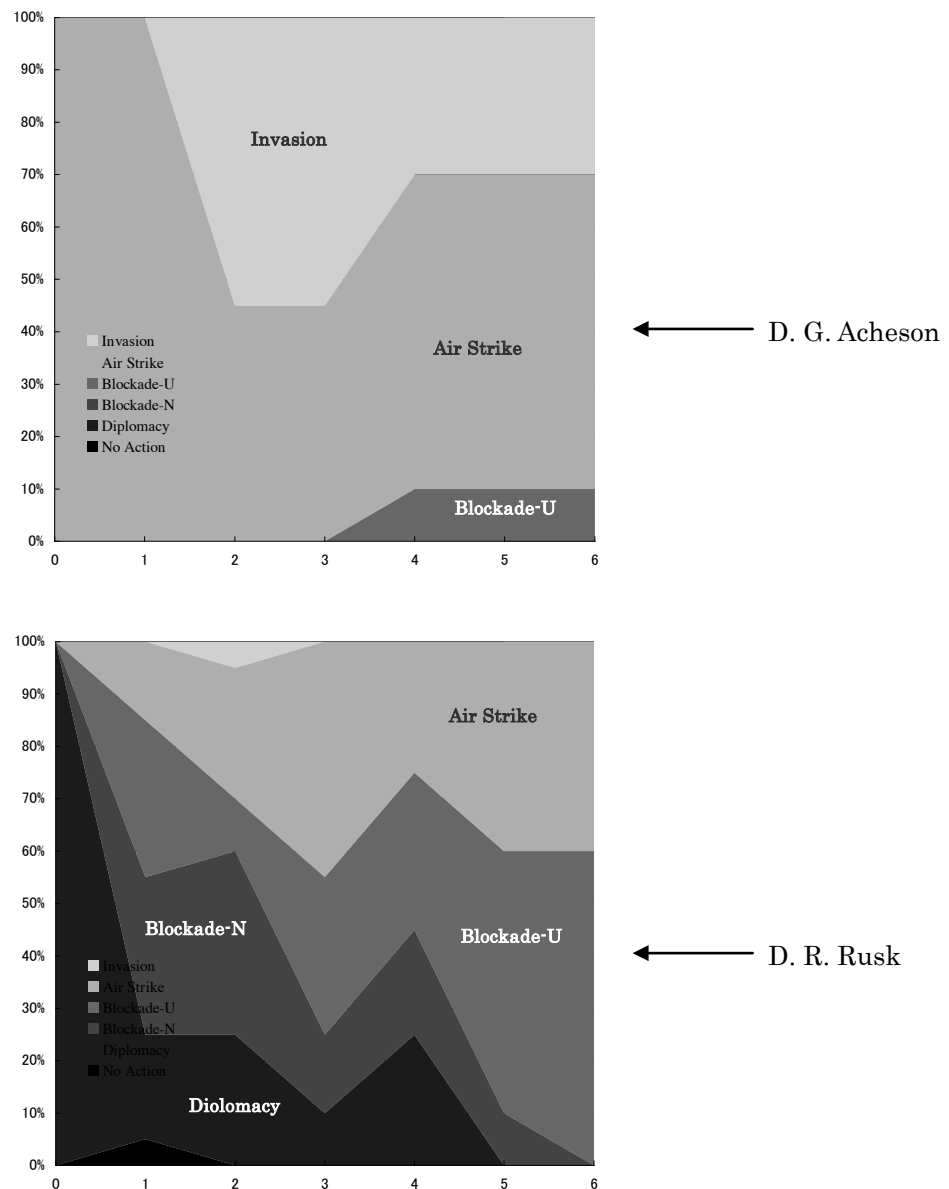 100%
90%
80%
70%
60%
50%
40%
30%
20%
10%
0%
Invasion
Air Strike
Blockade-U
Invasion
Air Strike
Blockade-U
Blockade-N
Diplomacy
No Action
0 1 2 3 4 5 6
D. G. Acheson
100%
90%
80%
70%
60%
50%
40%
30%
20%
10%
0%
Air Strike
Blockade-N
Blockade-U
Diolomacy
Invasion
Air Strike
Blockade-U
Blockade-N
Diplomacy
No Action
0 1 2 3 4 5 6
D. R. Rusk